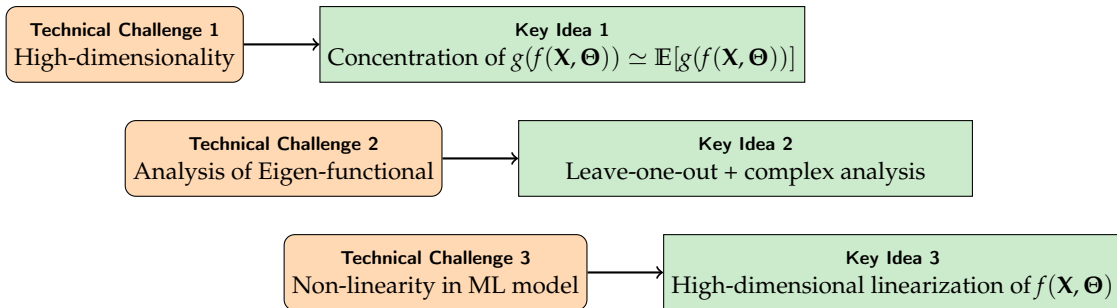 Technical Challenge 1
High-dimensionality
Key Idea 1
Concentration of g(f(X, Θ)) ≃ 𝔼[g(f(X, Θ))]
Technical Challenge 2
Analysis of Eigen-functional
Key Idea 2
Leave-one-out + complex analysis
Technical Challenge 3
Non-linearity in ML model
Key Idea 3
High-dimensional linearization of f(X, Θ)